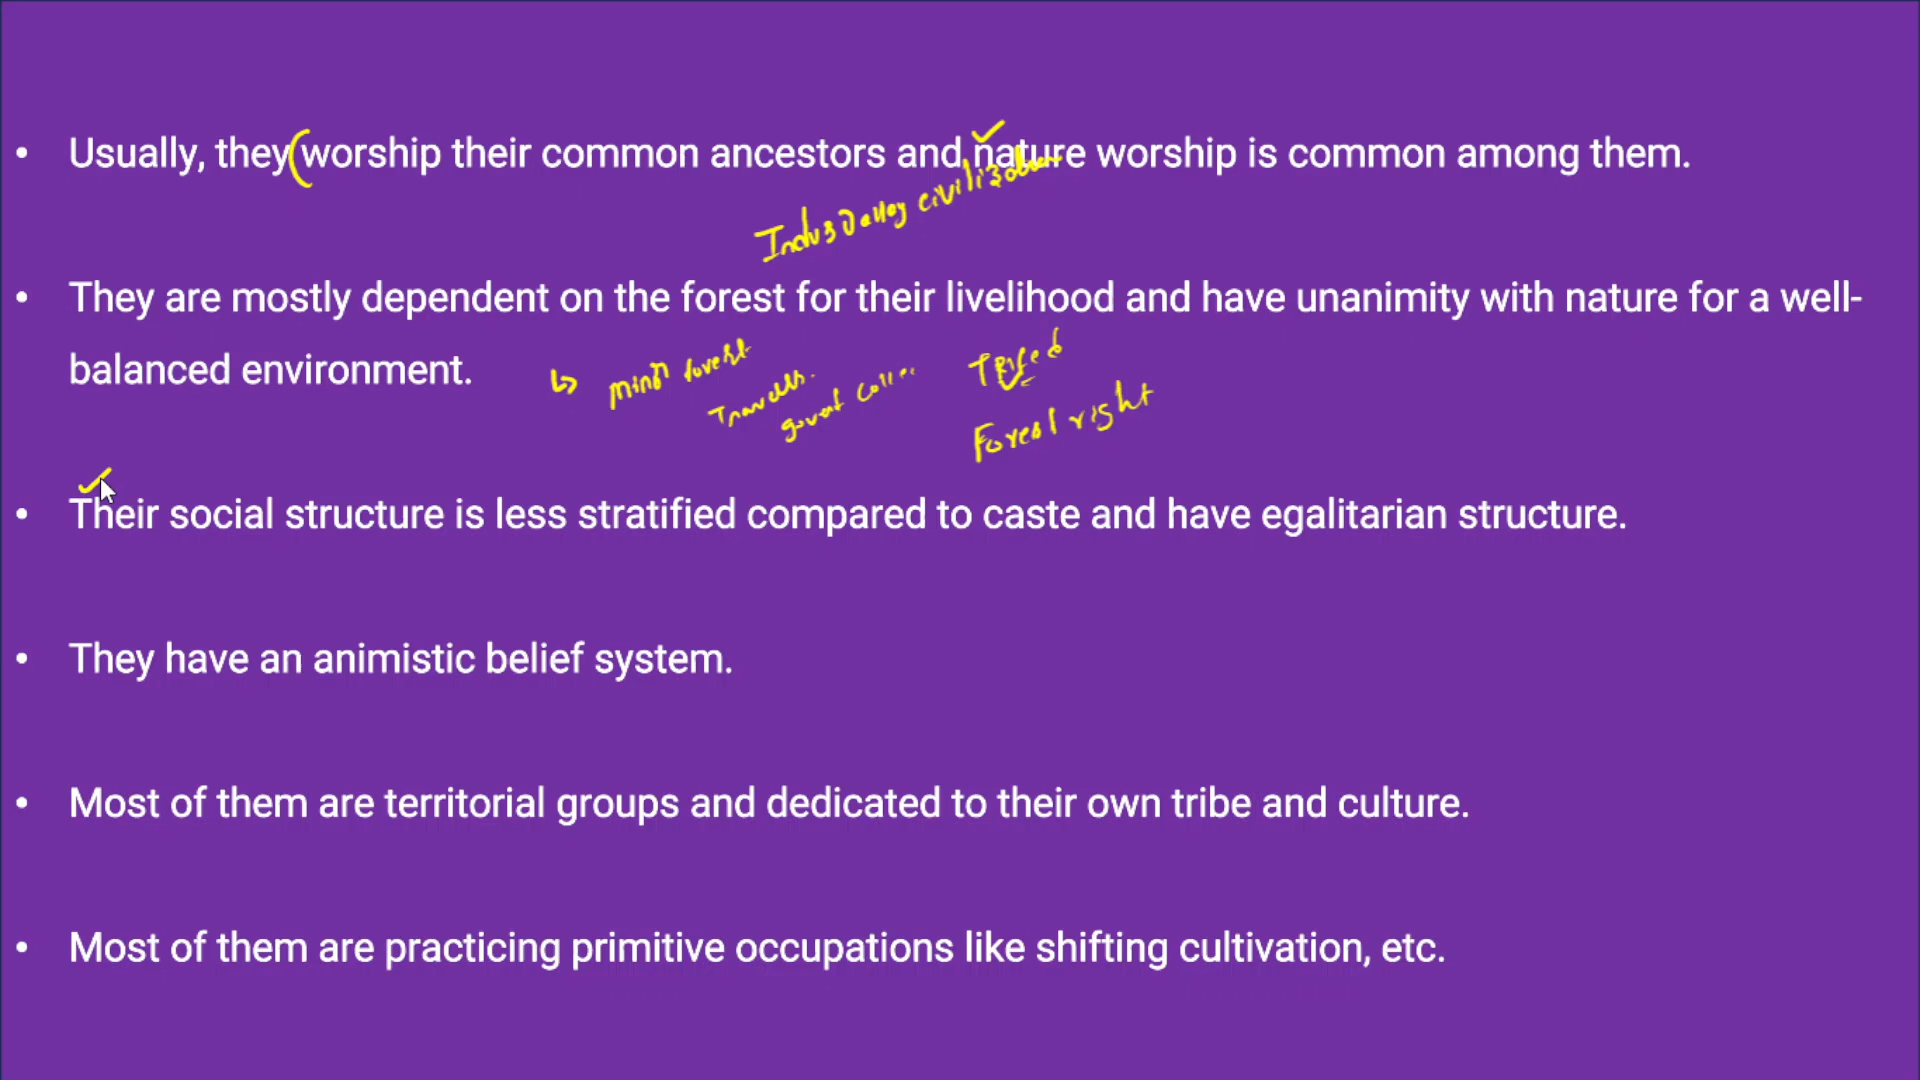 • Usually, they (worship their common ancestors and nature worship is common among them.
Indus valley civilization
• They are mostly dependent on the forest for their livelihood and have unanimity with nature for a well-
balanced environment.
forest
Trifed
Forest right
• Their social structure is less stratified compared to caste and have egalitarian structure.
• They have an animistic belief system.
• Most of them are territorial groups and dedicated to their own tribe and culture.
• Most of them are practicing primitive occupations like shifting cultivation, etc.